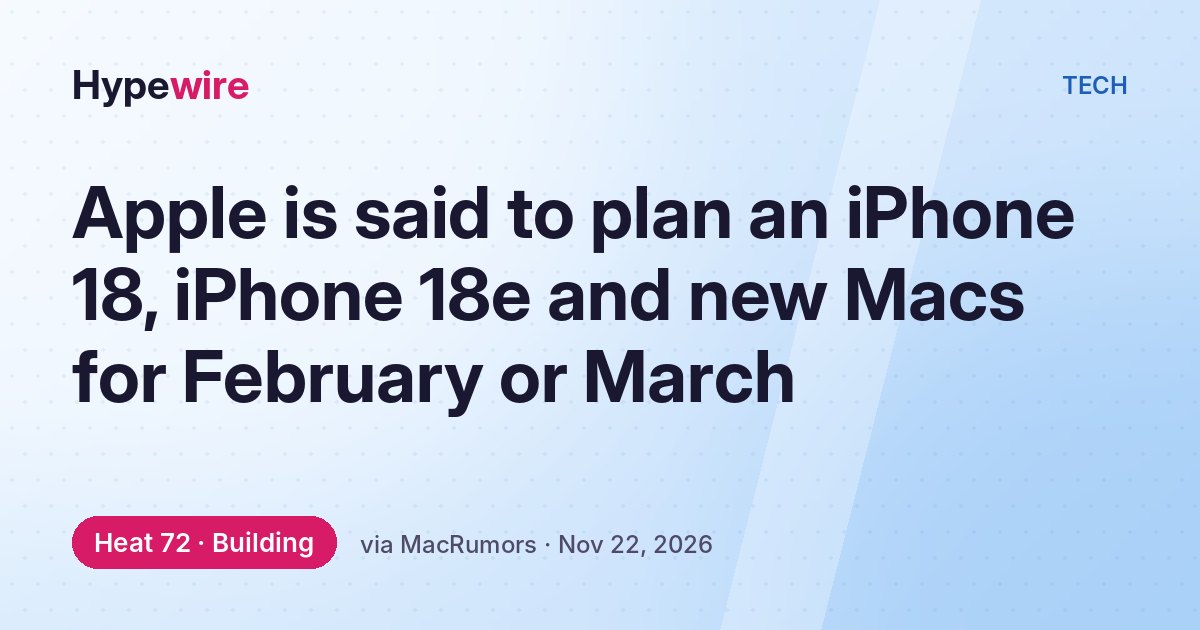 Hypewire
TECH
Apple is said to plan an iPhone
18, iPhone 18e and new Macs
for February or March
Heat 72 · Building
via MacRumors · Nov 22, 2026